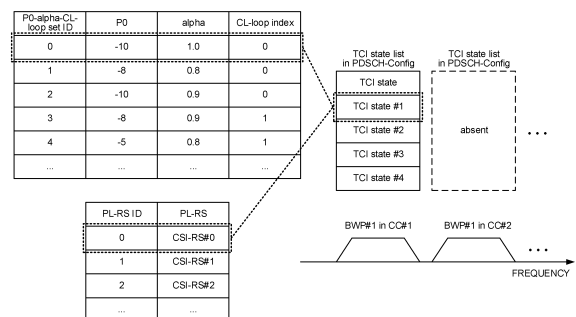 P0-alpha-CL-
loop set ID P0 alpha CL-loop index
0 -10 1.0 0
1 -8 0.8 0
2 -10 0.9 0
3 -8 0.9 1
4 -5 0.8 1
... ... ... ...
TCI state list
in PDSCH-Config
TCI state
TCI state #1
TCI state #2
TCI state #3
TCI state #4
TCI state list
in PDSCH-Config
absent
...
PL-RS ID PL-RS
0 CSI-RS#0
1 CSI-RS#1
2 CSI-RS#2
... ...
BWP#1 in CC#1 BWP#1 in CC#2
...
FREQUENCY